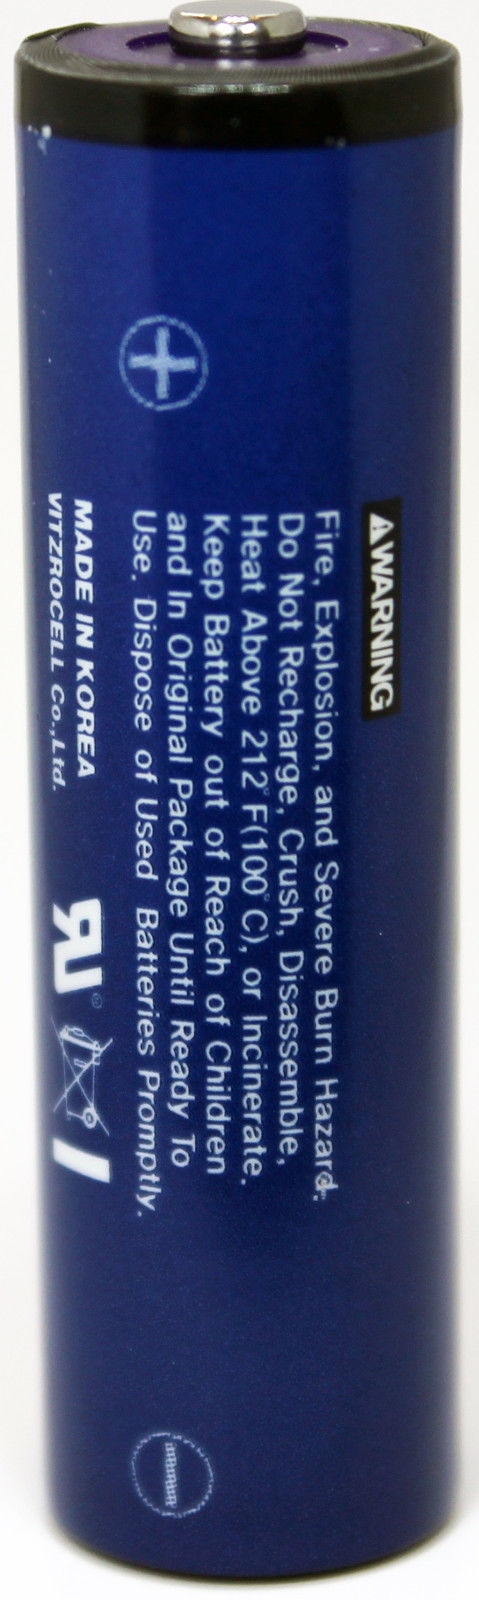 ⚠WARNING
Fire, Explosion, and Severe Burn Hazard.
Do Not Recharge, Crush, Disassemble,
Heat Above 212°F(100°C), or Incinerate.
Keep Battery out of Reach of Children
and In Original Package Until Ready To
Use. Dispose of Used Batteries Promptly.
MADE IN KOREA
VITZROCELL Co.,Ltd.